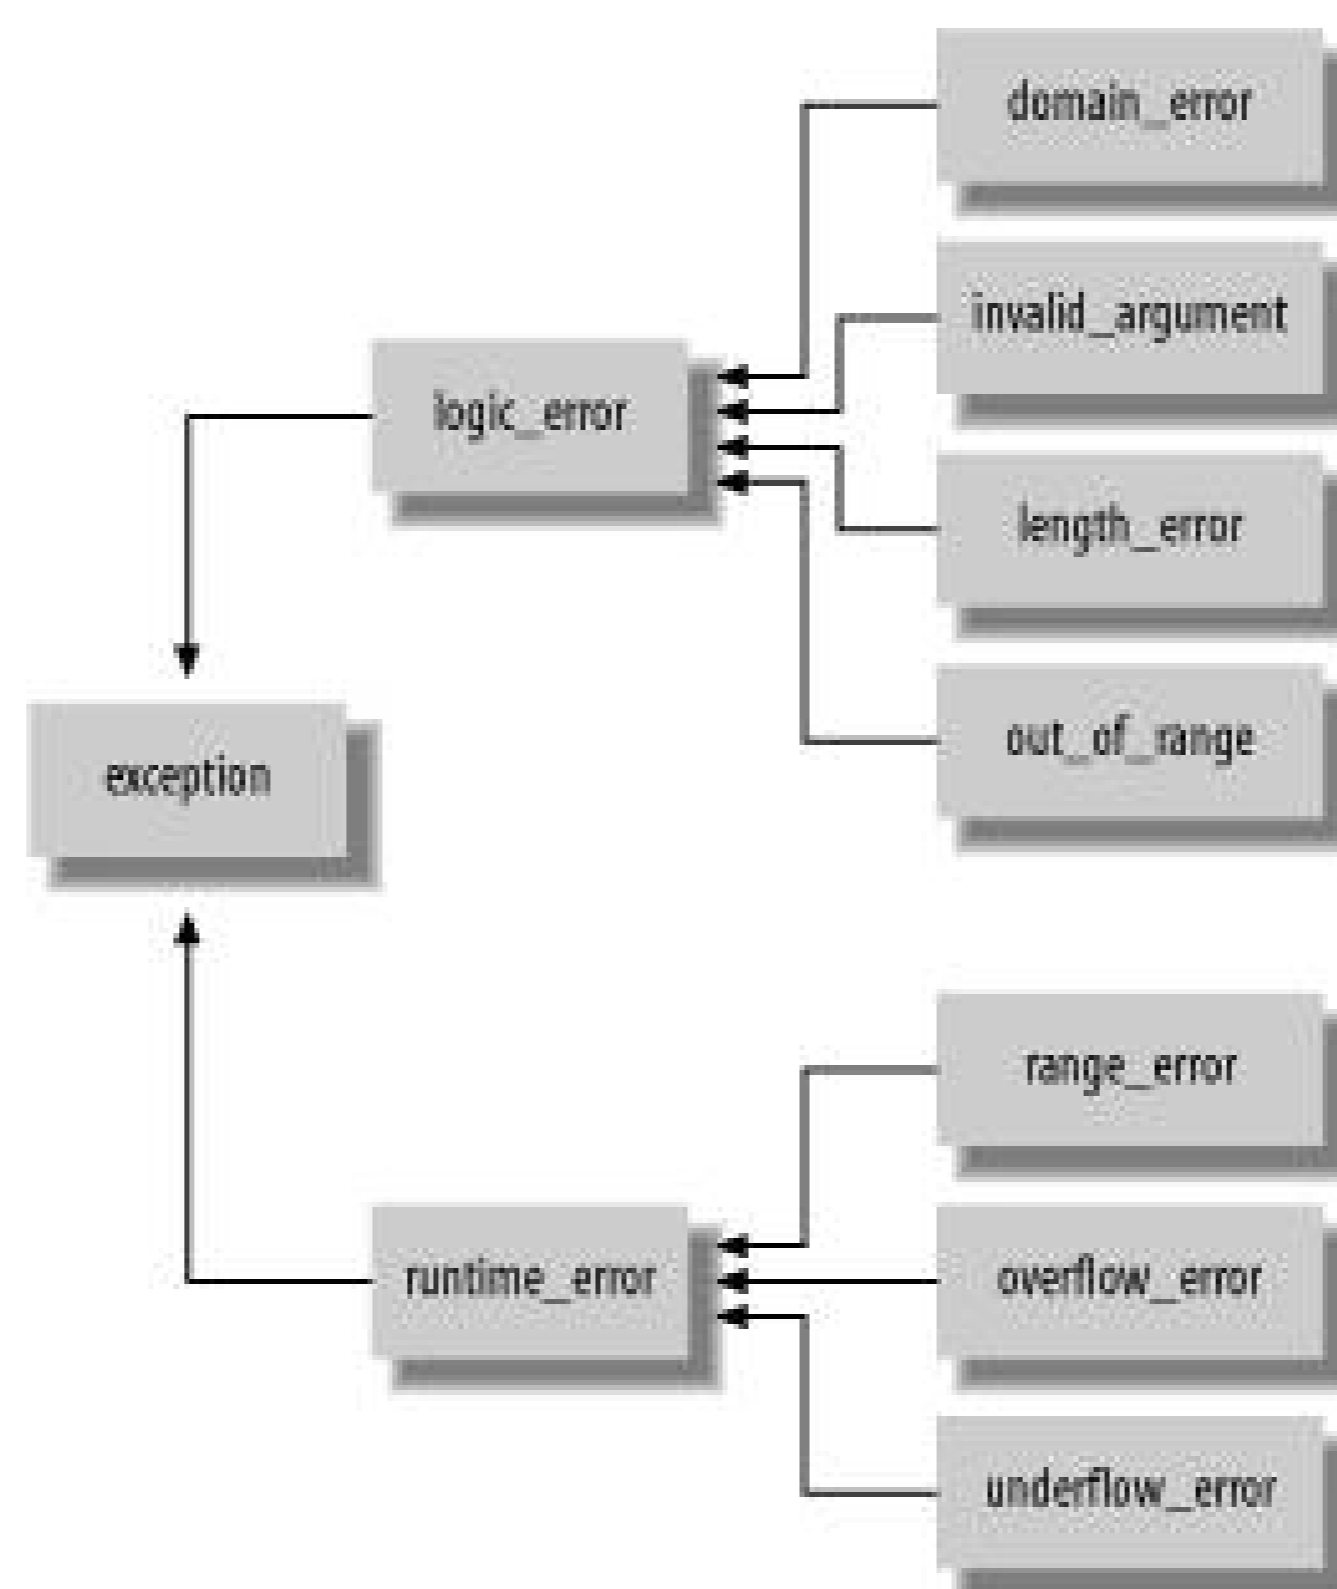 domain_error
invalid_argument
logic_error
length_error
out_of_range
exception
range_error
runtime_error
overflow_error
underflow_error